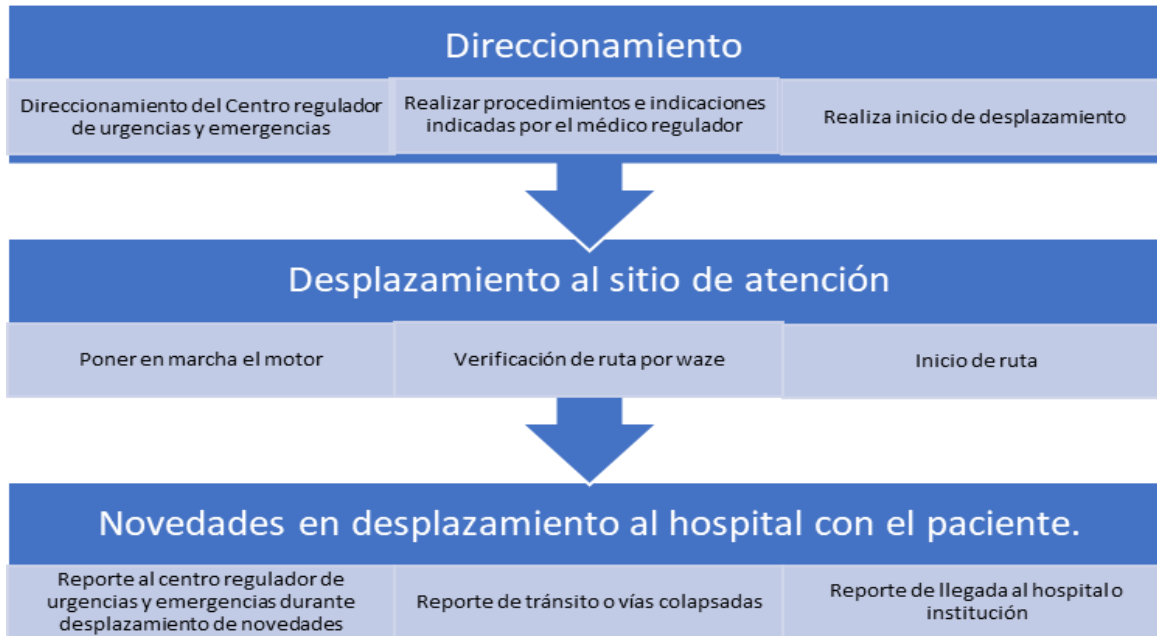 Direccionamiento
Direccionamiento del Centro regulador
de urgencias y emergencias
Realizar procedimientos e indicaciones
indicadas por el médico regulador
Realiza inicio de desplazamiento
Desplazamiento al sitio de atención
Poner en marcha el motor
Verificación de ruta por waze
Inicio de ruta
Novedades en desplazamiento al hospital con el paciente.
Reporte al centro regulador de
urgencias y emergencias durante
desplazamiento de novedades
Reporte de tránsito o vías colapsadas
Reporte de llegada al hospital o
institución